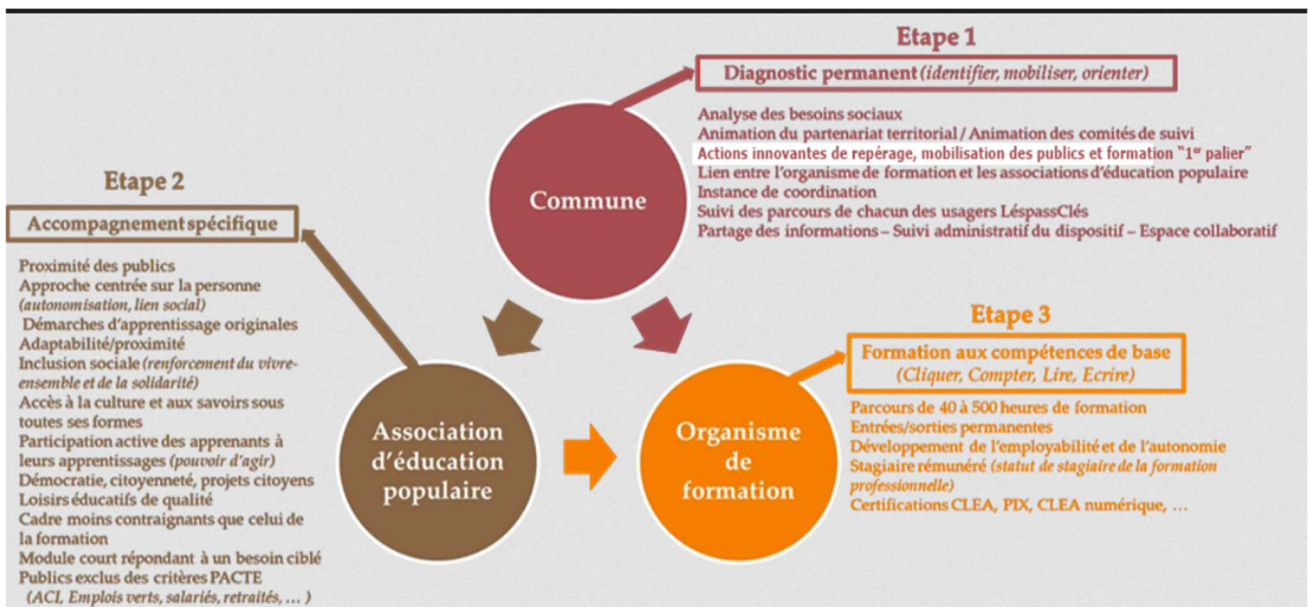 Etape 1
Diagnostic permanent (identifier, mobiliser, orienter)
Analyse des besoins sociaux
Animation du partenariat territorial / Animation des comités de suivi
Actions innovantes de repérage, mobilisation des publics et formation "1er palier"
Lien entre l'organisme de formation et les associations d'éducation populaire
Instance de coordination
Suivi des parcours de chacun des usagers LéspassClés
Partage des informations – Suivi administratif du dispositif – Espace collaboratif
Commune
Etape 2
Accompagnement spécifique
Proximité des publics
Approche centrée sur la personne
(autonomisation, lien social)
Démarches d'apprentissage originales
Adaptabilité/proximité
Inclusion sociale (renforcement du vivre-
ensemble et de la solidarité)
Accès à la culture et aux savoirs sous
toutes ses formes
Participation active des apprenants à
leurs apprentissages (pouvoir d'agir)
Démocratie, citoyenneté, projets citoyens
Loisirs éducatifs de qualité
Cadre moins contraignants que celui de
la formation
Module court répondant à un besoin ciblé
Publics exclus des critères PACTE
(ACI, Emplois verts, salariés, retraités, ... )
Association
d'éducation
populaire
Organisme
de
formation
Etape 3
Formation aux compétences de base
(Cliquer, Compter, Lire, Ecrire)
Parcours de 40 à 500 heures de formation
Entrées/sorties permanentes
Développement de l'employabilité et de l'autonomie
Stagiaire rémunéré (statut de stagiaire de la formation
professionnelle)
Certifications CLEA, PIX, CLEA numérique, ...